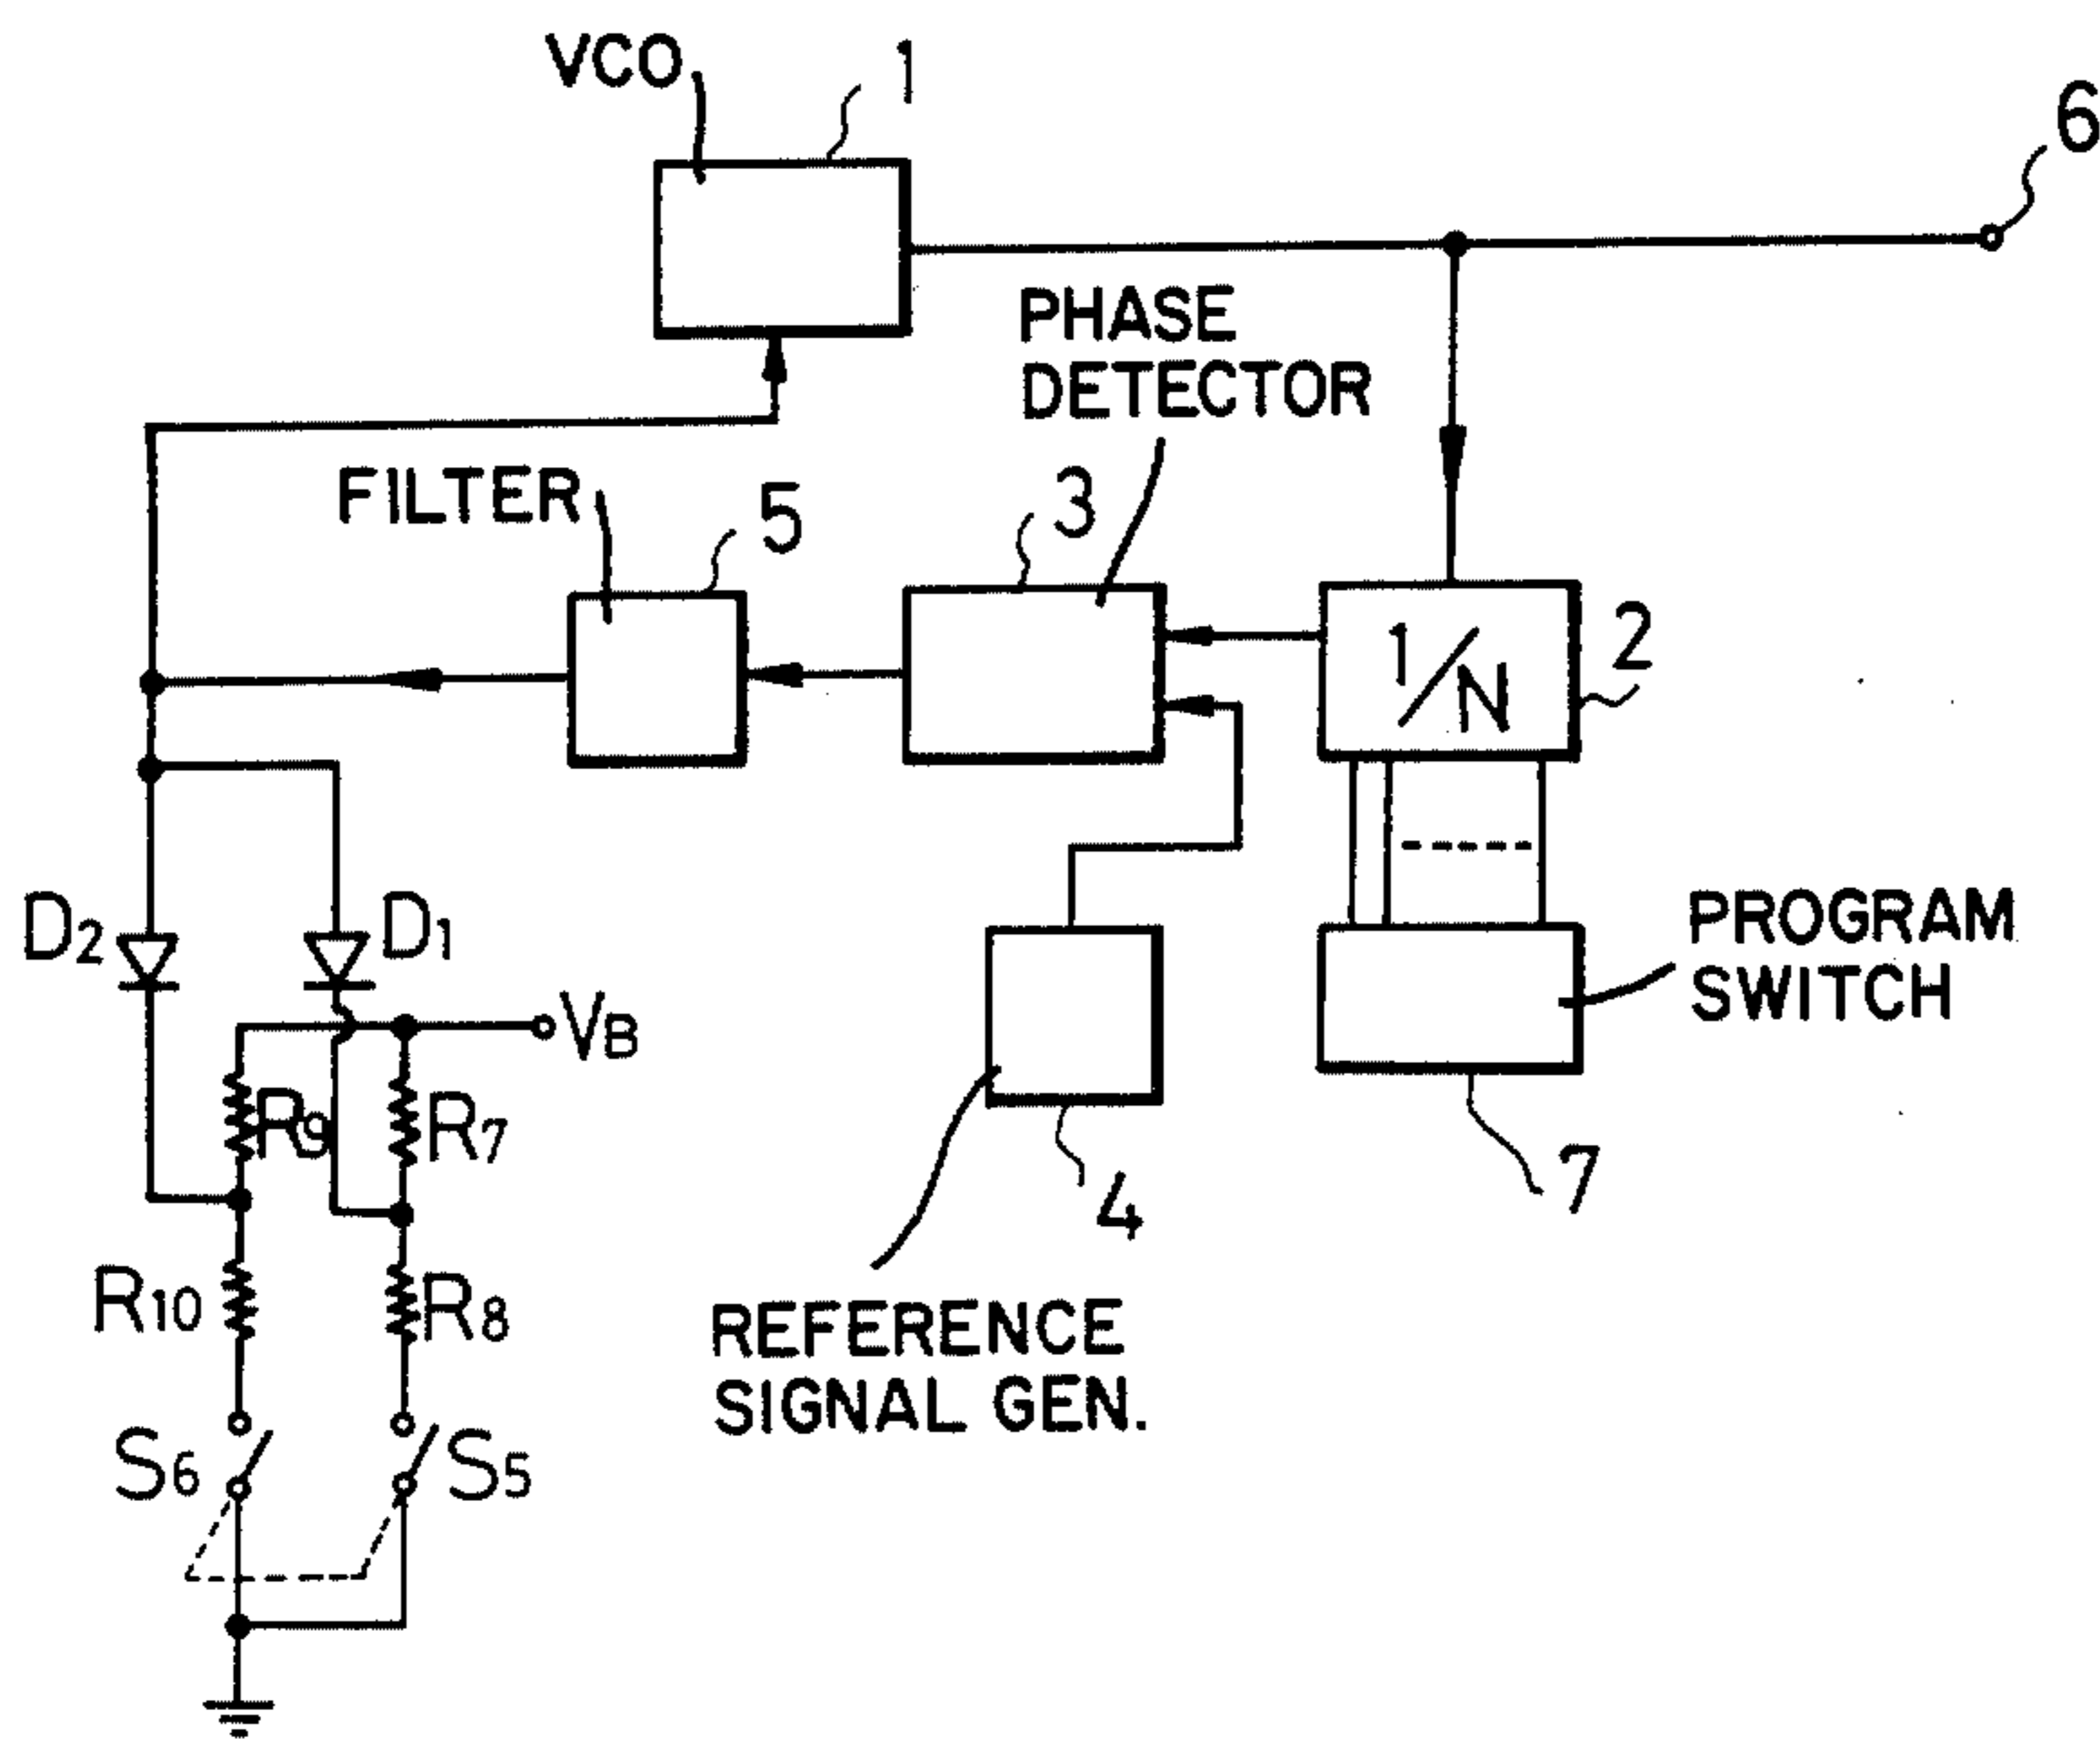 VCO
1
6
PHASE
DETECTOR
FILTER
5
3
1/N
2
D2
D1
PROGRAM
SWITCH
VB
R9
R7
4
7
R10
R8
REFERENCE
SIGNAL GEN.
S6
S5